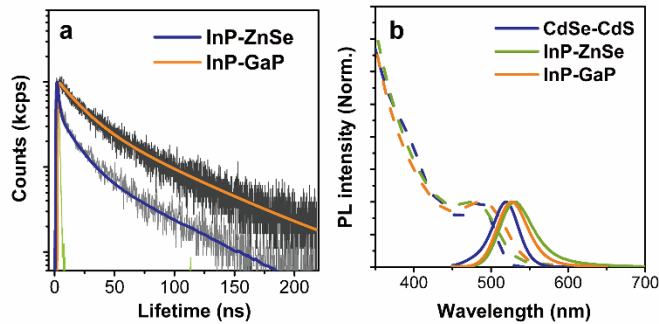 a
InP-ZnSe
InP-GaP
Counts (kcps)
0 50 100 150 200
Lifetime (ns)
b
CdSe-CdS
InP-ZnSe
InP-GaP
PL intensity (Norm.)
400 500 600 700
Wavelength (nm)